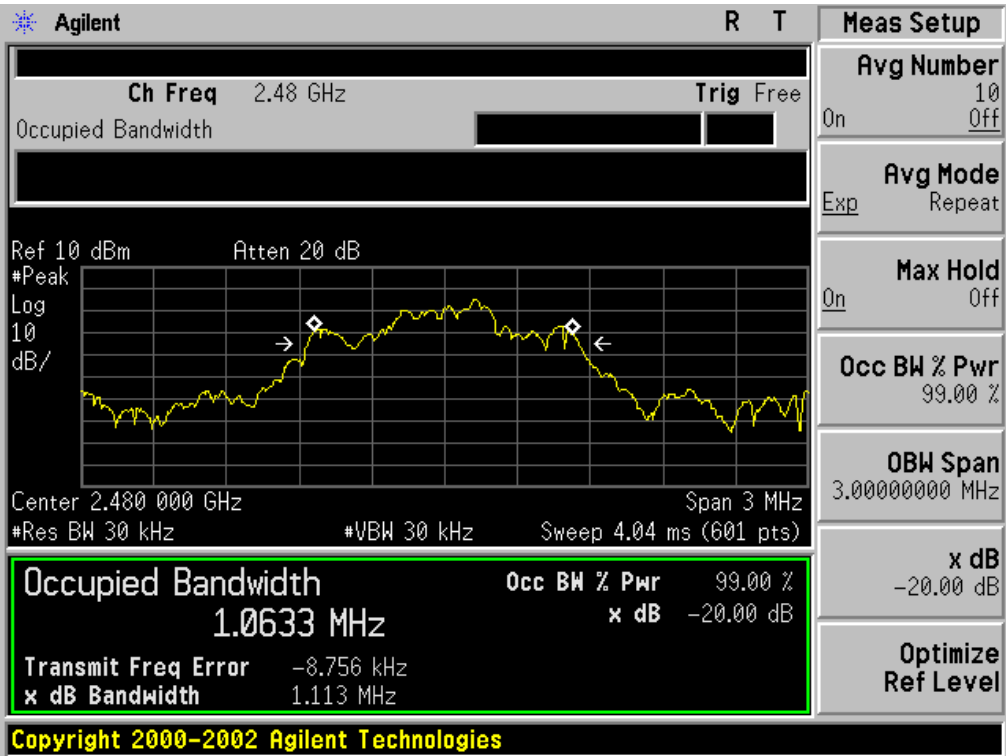 Agilent R T
Ch Freq 2.48 GHz Trig Free
Occupied Bandwidth
Ref 10 dBm Atten 20 dB
#Peak
Log
10
dB/
Center 2.480 000 GHz Span 3 MHz
#Res BW 30 kHz #VBW 30 kHz Sweep 4.04 ms (601 pts)
Occupied Bandwidth Occ BW % Pwr 99.00 %
1.0633 MHz x dB -20.00 dB
Transmit Freq Error -8.756 kHz
x dB Bandwidth 1.113 MHz
Copyright 2000-2002 Agilent Technologies
Meas Setup
Avg Number
10
On Off
Avg Mode
Exp Repeat
Max Hold
On Off
Occ BW % Pwr
99.00 %
OBW Span
3.00000000 MHz
x dB
-20.00 dB
Optimize
Ref Level